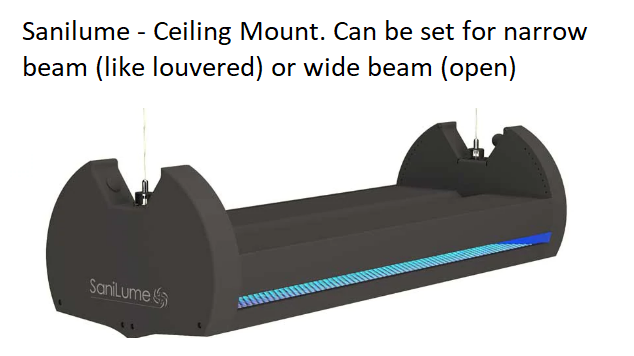 Sanilume - Ceiling Mount. Can be set for narrow
beam (like louvered) or wide beam (open)
SaniLume